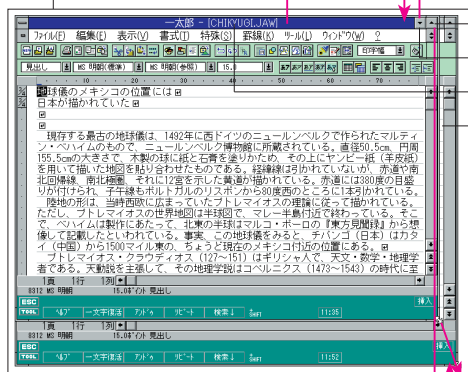 一太郎 - [CHIKYUGI.JAW]
ファイル(F) 編集(E) 表示(V) 書式(T) 特殊(S) 罫線(K) ツール(L) ウィンドウ(W) ?
印字幅
見出し MS 明朝(標準) MS 明朝(参照) 15.0
10 20 30 40 50 60 70
地球儀のメキシコの位置には
日本が描かれていた
現存する最古の地球儀は、1492年に西ドイツのニュールンベルクで作られたマルティ
ン・ベハイムのもので、ニュールンベルク博物館に所蔵されている。直径50.5cm、円周
155.5cmの大きさで、木製の球に紙と石膏を塗りかため、その上にヤンピー紙（羊皮紙）
を用いて描いた地図を貼り合わせたものである。経緯線は引かれていないが、赤道や南
北回帰線、南北極圏、それに12宮を示した黄道が描かれている。赤道には380度の目盛
りが付けられ、子午線もポルトガルのリスボンから80度西のところに1本引かれている。
陸地の形は、当時西欧に広まっていたプトレマイオスの理論に従って描かれている。
ただし、プトレマイオスの世界地図は半球図で、マレー半島付近で終わっている。そこ
で、ベハイムは製作にあたって、北東の半球はマルコ・ポーロの『東方見聞録』から想
像して記載したといわれている。事実、この地球儀をみると、チパンゴ（日本）はカタ
イ（中国）から1500マイル東の、ちょうど現在のメキシコ付近の位置にある。
プトレマイオス・クラウディオス（127〜151）はギリシャ人で、天文・数学・地理学
者である。天動説を主張して、その地理学説はコペルニクス（1473〜1543）の時代に至
1頁 1行 1列
8312 MS 明朝 15.0ポイント 見出し
挿入
ESC
TOOL ヘルプ 一文字復活 アンドゥ リピート 検索↓ SHIFT 11:35
1頁 1行 1列
8312 MS 明朝 15.0ポイント 見出し
挿入
ESC
TOOL ヘルプ 一文字復活 アンドゥ リピート 検索↓ SHIFT 11:52